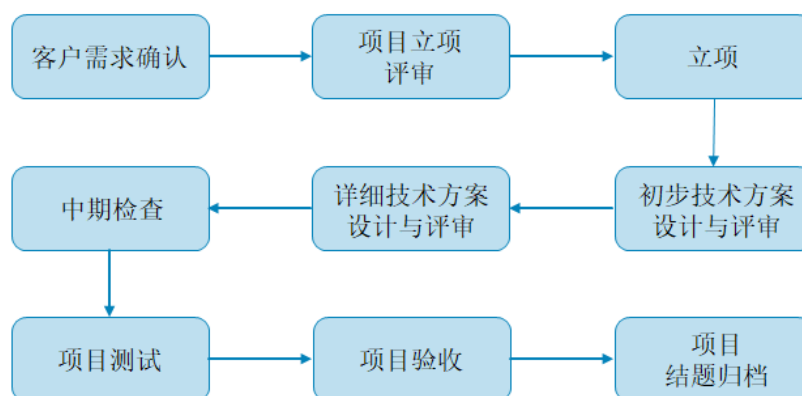 客户需求确认
项目立项
评审
立项
初步技术方案
设计与评审
详细技术方案
设计与评审
中期检查
项目测试
项目验收
项目
结题归档